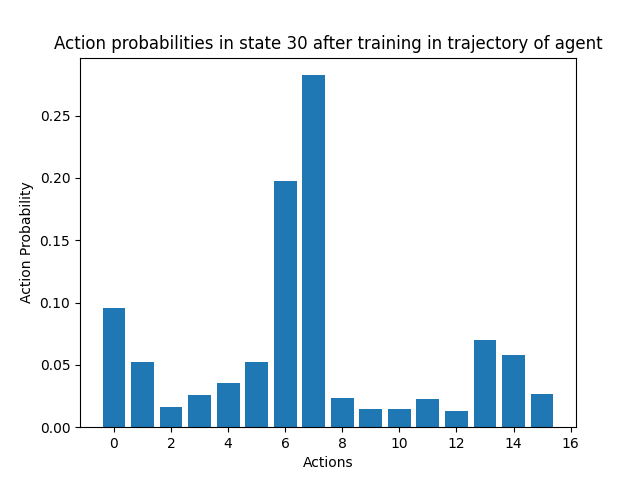 Action probabilities in state 30 after training in trajectory of agent
0.25
0.20
0.15
0.10
0.05
0.00
Action Probability
0 2 4 6 8 10 12 14 16
Actions